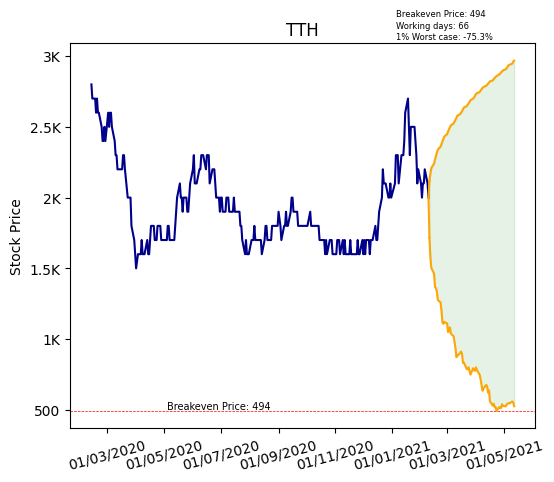 Breakeven Price: 494
Working days: 66
1% Worst case: -75.3%
TTH
3K
2.5K
2K
1.5K
1K
500
Stock Price
Breakeven Price: 494
01/03/2020 01/05/2020 01/07/2020 01/09/2020 01/11/2020 01/01/2021 01/03/2021 01/05/2021